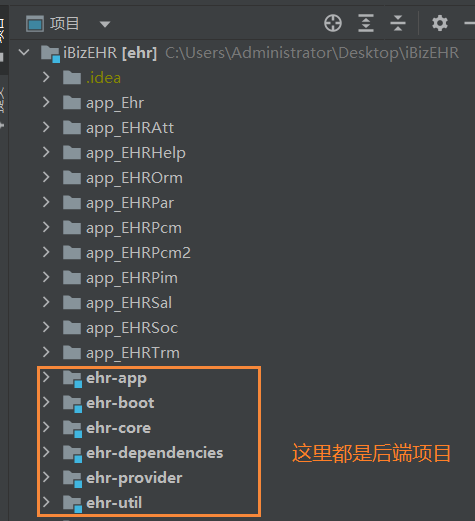 项目
iBizEHR [ehr] C:\Users\Administrator\Desktop\iBizEHR
.idea
app_Ehr
app_EHRAtt
app_EHRHelp
app_EHROrm
app_EHRPar
app_EHRPcm
app_EHRPcm2
app_EHRPim
app_EHRSal
app_EHRSoc
app_EHRTrm
ehr-app
ehr-boot
ehr-core
ehr-dependencies
这里都是后端项目
ehr-provider
ehr-util